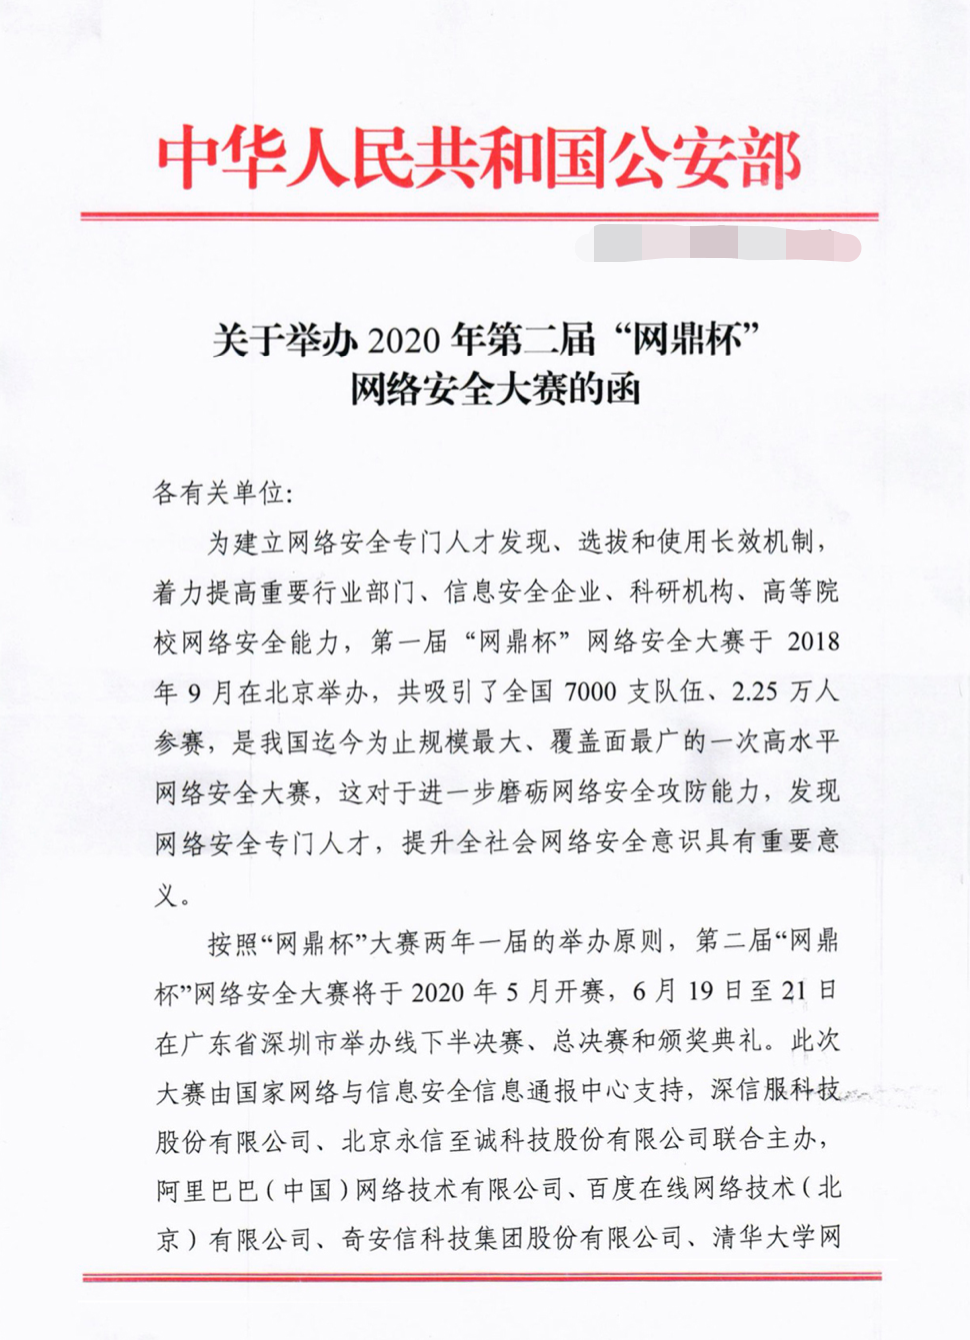 中华人民共和国公安部
关于举办 2020 年第二届“网鼎杯”
网络安全大赛的函
各有关单位：
为建立网络安全专门人才发现、选拔和使用长效机制，
着力提高重要行业部门、信息安全企业、科研机构、高等院
校网络安全能力，第一届“网鼎杯”网络安全大赛于 2018
年 9 月在北京举办，共吸引了全国 7000 支队伍、2.25 万人
参赛，是我国迄今为止规模最大、覆盖面最广的一次高水平
网络安全大赛，这对于进一步磨砺网络安全攻防能力，发现
网络安全专门人才，提升全社会网络安全意识具有重要意
义。
按照“网鼎杯”大赛两年一届的举办原则，第二届“网鼎
杯”网络安全大赛将于 2020 年 5 月开赛，6 月 19 日至 21 日
在广东省深圳市举办线下半决赛、总决赛和颁奖典礼。此次
大赛由国家网络与信息安全信息通报中心支持，深信服科技
股份有限公司、北京永信至诚科技股份有限公司联合主办，
阿里巴巴（中国）网络技术有限公司、百度在线网络技术（北
京）有限公司、奇安信科技集团股份有限公司、清华大学网